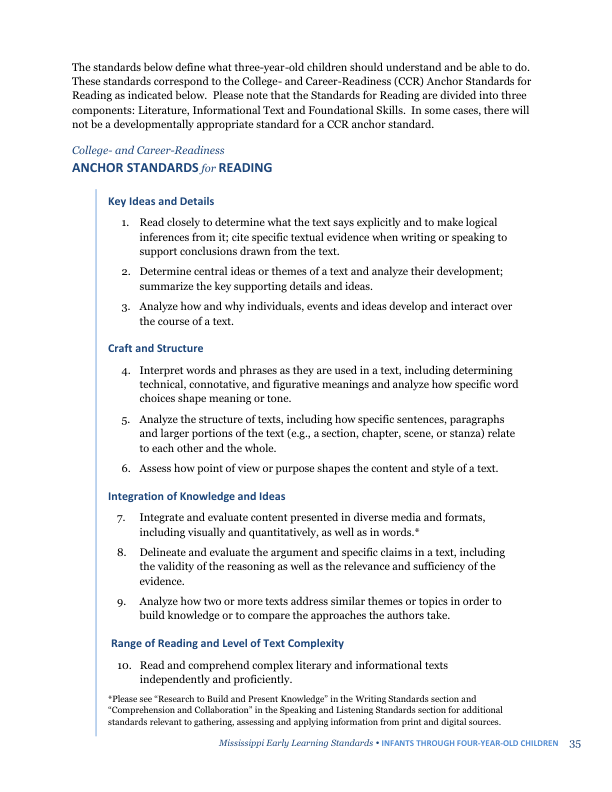 The standards below define what three-year-old children should understand and be able to do.
These standards correspond to the College- and Career-Readiness (CCR) Anchor Standards for
Reading as indicated below.  Please note that the Standards for Reading are divided into three
components: Literature, Informational Text and Foundational Skills.  In some cases, there will
not be a developmentally appropriate standard for a CCR anchor standard.
College- and Career-Readiness
ANCHOR STANDARDS for READING
Key Ideas and Details
1. Read closely to determine what the text says explicitly and to make logical
inferences from it; cite specific textual evidence when writing or speaking to
support conclusions drawn from the text.
2. Determine central ideas or themes of a text and analyze their development;
summarize the key supporting details and ideas.
3. Analyze how and why individuals, events and ideas develop and interact over
the course of a text.
Craft and Structure
4. Interpret words and phrases as they are used in a text, including determining
technical, connotative, and figurative meanings and analyze how specific word
choices shape meaning or tone.
5. Analyze the structure of texts, including how specific sentences, paragraphs
and larger portions of the text (e.g., a section, chapter, scene, or stanza) relate
to each other and the whole.
6. Assess how point of view or purpose shapes the content and style of a text.
Integration of Knowledge and Ideas
7. Integrate and evaluate content presented in diverse media and formats,
including visually and quantitatively, as well as in words.*
8. Delineate and evaluate the argument and specific claims in a text, including
the validity of the reasoning as well as the relevance and sufficiency of the
evidence.
9. Analyze how two or more texts address similar themes or topics in order to
build knowledge or to compare the approaches the authors take.
Range of Reading and Level of Text Complexity
10. Read and comprehend complex literary and informational texts
independently and proficiently.
*Please see “Research to Build and Present Knowledge” in the Writing Standards section and
“Comprehension and Collaboration” in the Speaking and Listening Standards section for additional
standards relevant to gathering, assessing and applying information from print and digital sources.
Mississippi Early Learning Standards • INFANTS THROUGH FOUR-YEAR-OLD CHILDREN 35